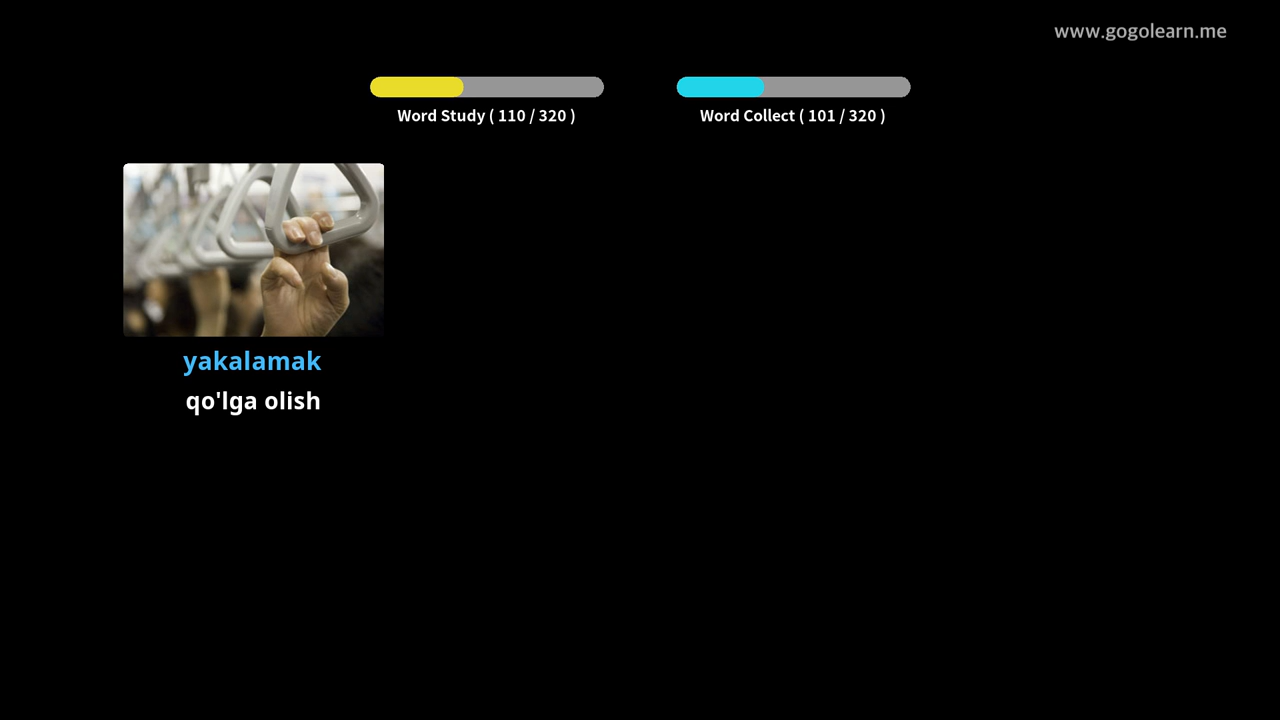 www.gogolearn.me
Word Study ( 110 / 320 )
Word Collect ( 101 / 320 )
yakalamak
qo'lga olish